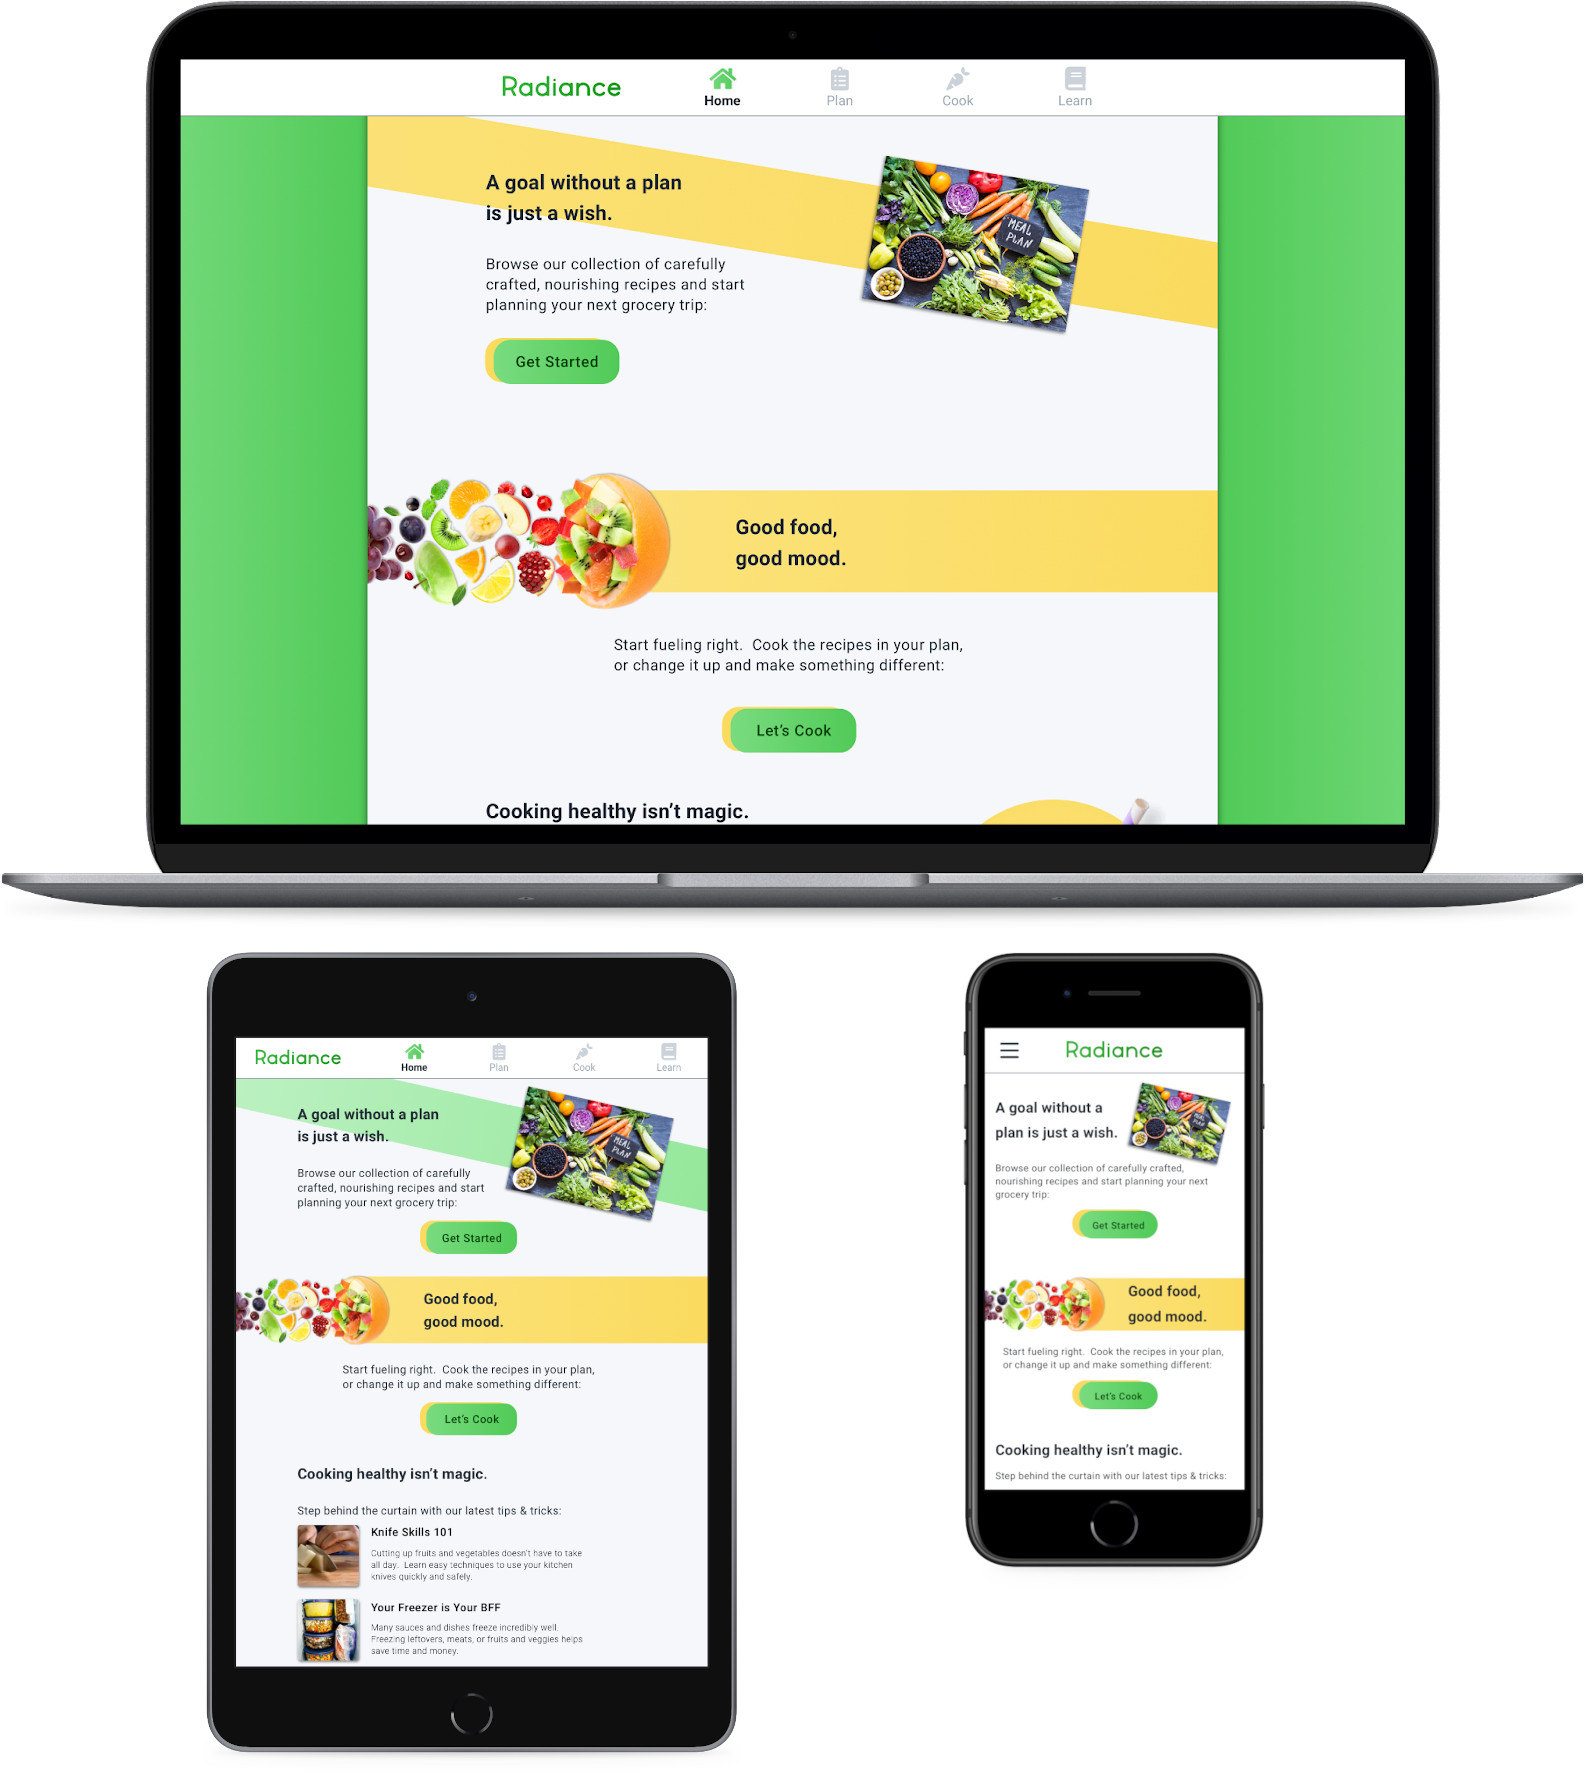 Radiance
Home
Plan
Cook
Learn
A goal without a plan
is just a wish.
MEAL
PLAN
Browse our collection of carefully
crafted, nourishing recipes and start
planning your next grocery trip:
Get Started
Good food,
good mood.
Start fueling right.  Cook the recipes in your plan,
or change it up and make something different:
Let's Cook
Cooking healthy isn't magic.
Radiance
Home
Plan
Cook
Learn
A goal without a plan
is just a wish.
MEAL
PLAN
Browse our collection of carefully
crafted, nourishing recipes and start
planning your next grocery trip:
Get Started
Good food,
good mood.
Start fueling right.  Cook the recipes in your plan,
or change it up and make something different:
Let's Cook
Cooking healthy isn't magic.
Step behind the curtain with our latest tips & tricks:
Knife Skills 101
Cutting up fruits and vegetables doesn't have to take
all day.  Learn easy techniques to use your kitchen
knives quickly and safely.
Your Freezer is Your BFF
Many sauces and dishes freeze incredibly well.
Freezing leftovers, meats, or fruits and veggies helps
save time and money.
Radiance
A goal without a
plan is just a wish.
MEAL
PLAN
Browse our collection of carefully crafted,
nourishing recipes and start planning your next
grocery trip:
Get Started
Good food,
good mood.
Start fueling right.  Cook the recipes in your plan,
or change it up and make something different:
Let's Cook
Cooking healthy isn't magic.
Step behind the curtain with our latest tips & tricks: